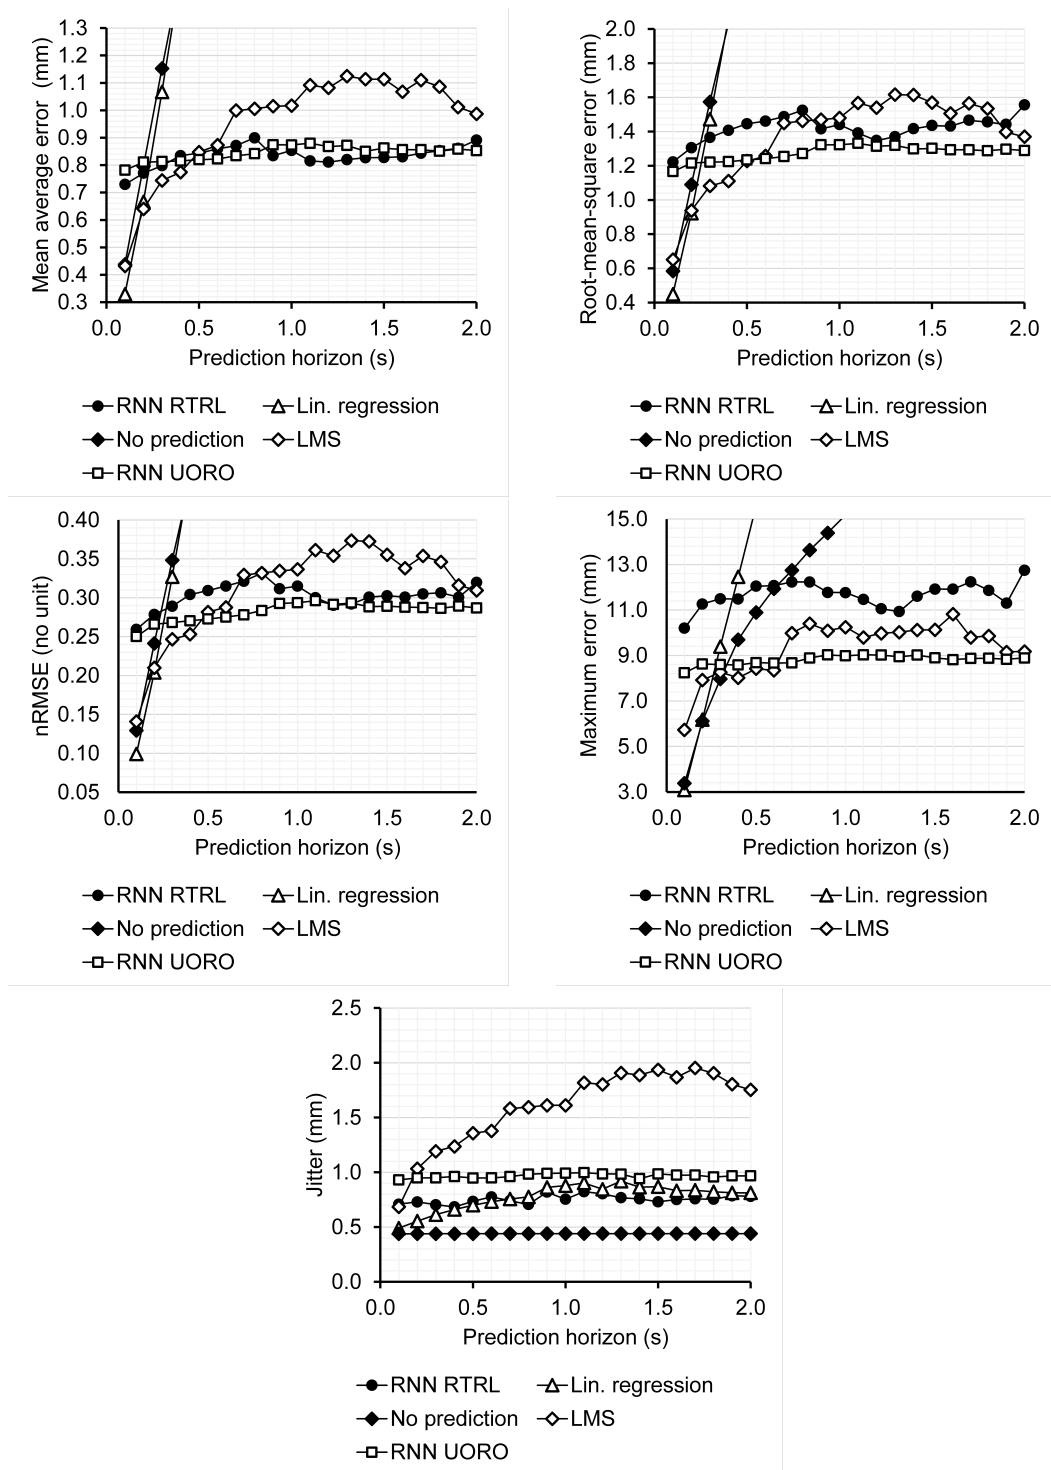 Mean average error (mm)
1.3
1.2
1.1
1.0
0.9
0.8
0.7
0.6
0.5
0.4
0.3
0.0 0.5 1.0 1.5 2.0
Prediction horizon (s)
RNN RTRL Lin. regression
No prediction LMS
RNN UORO
Root-mean-square error (mm)
2.0
1.8
1.6
1.4
1.2
1.0
0.8
0.6
0.4
0.0 0.5 1.0 1.5 2.0
Prediction horizon (s)
RNN RTRL Lin. regression
No prediction LMS
RNN UORO
nRMSE (no unit)
0.40
0.35
0.30
0.25
0.20
0.15
0.10
0.05
0.0 0.5 1.0 1.5 2.0
Prediction horizon (s)
RNN RTRL Lin. regression
No prediction LMS
RNN UORO
Maximum error (mm)
15.0
13.0
11.0
9.0
7.0
5.0
3.0
0.0 0.5 1.0 1.5 2.0
Prediction horizon (s)
RNN RTRL Lin. regression
No prediction LMS
RNN UORO
Jitter (mm)
2.5
2.0
1.5
1.0
0.5
0.0
0.0 0.5 1.0 1.5 2.0
Prediction horizon (s)
RNN RTRL Lin. regression
No prediction LMS
RNN UORO